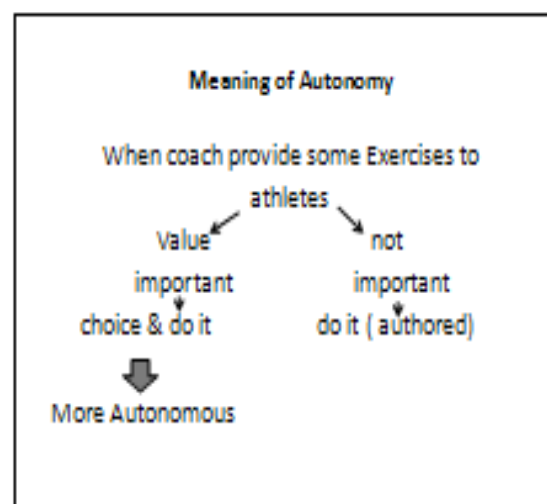 Meaning of Autonomy
When coach provide some Exercises to
athletes
Value not
important important
choice & do it do it ( authored)
More Autonomous